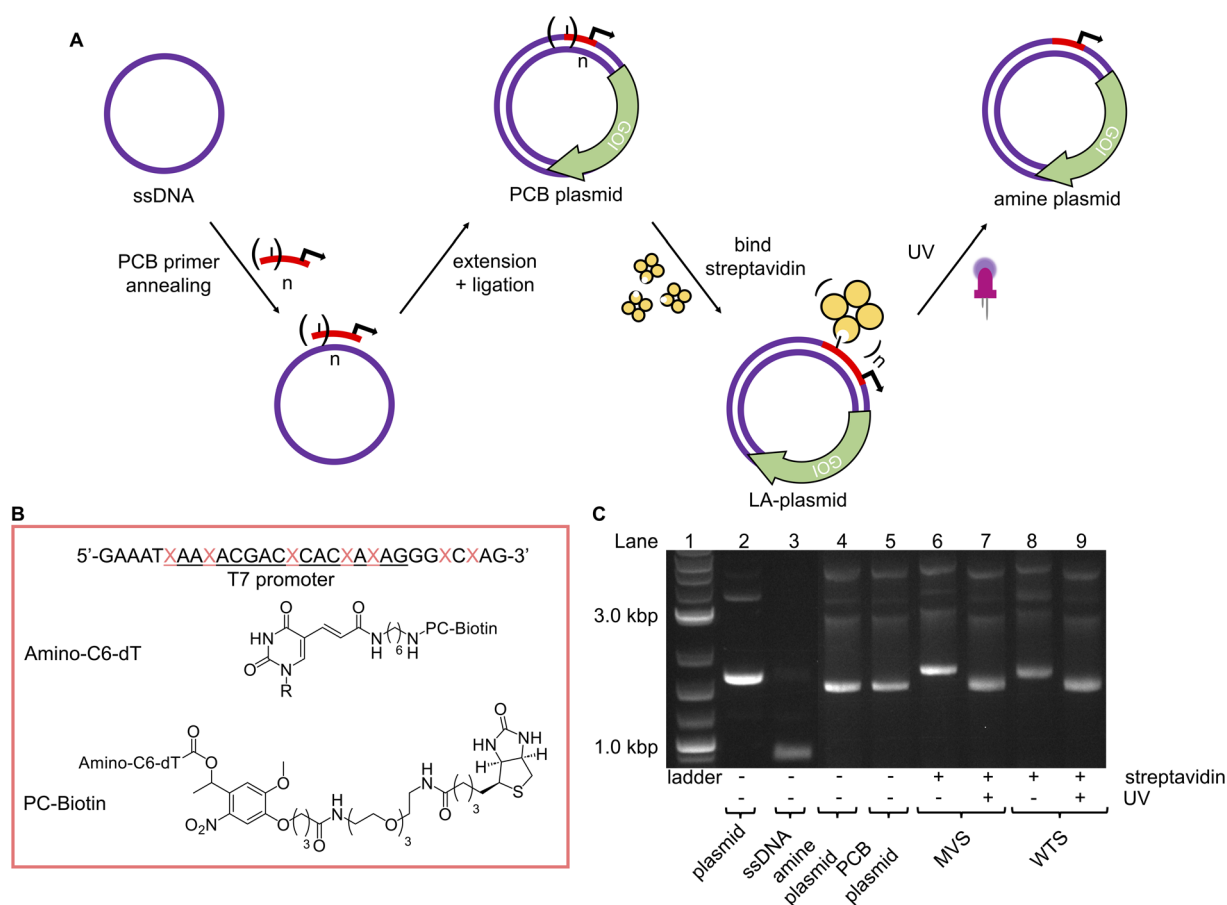 A
ssDNA
PCB primer
annealing
( ) n
( ) n
extension
+ ligation
( ) n
GOI
PCB plasmid
bind
streptavidin
( ) n
GOI
LA-plasmid
UV
GOI
amine plasmid
B
5'-GAAATXAAXACGACXCACXAXAGGGXCXAG-3'
T7 promoter
Amino-C6-dT
O
HN
O
N
R
O
N
H
6
N
H
PC-Biotin
PC-Biotin
Amino-C6-dT
O
O
O
O2N
O
3
O
H
N
O
3
H
N
O
3
O
HN
NH
H
H
S
C
Lane 1 2 3 4 5 6 7 8 9
3.0 kbp
1.0 kbp
ladder - - - - + + + + streptavidin
- - - - - + - + UV
plasmid
ssDNA
amine
plasmid
PCB
plasmid
MVS
WTS